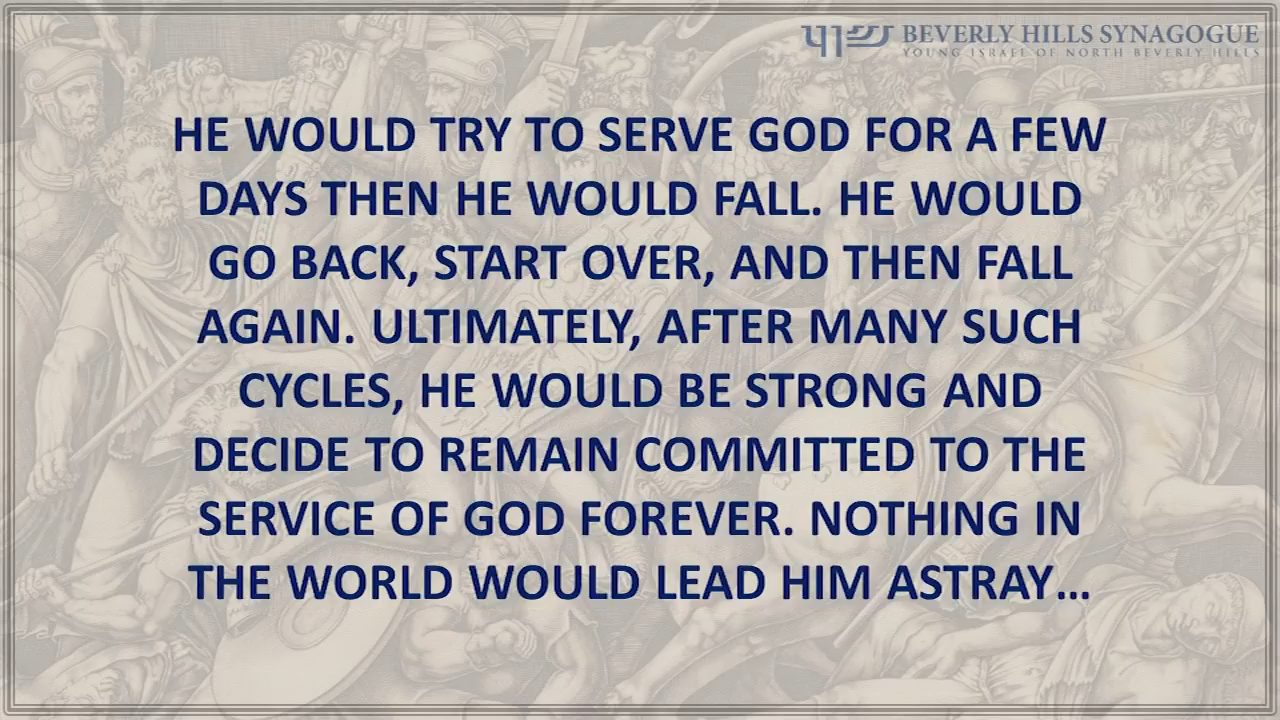 BEVERLY HILLS SYNAGOGUE
YOUNG ISRAEL OF NORTH BEVERLY HILLS
HE WOULD TRY TO SERVE GOD FOR A FEW
DAYS THEN HE WOULD FALL. HE WOULD
GO BACK, START OVER, AND THEN FALL
AGAIN. ULTIMATELY, AFTER MANY SUCH
CYCLES, HE WOULD BE STRONG AND
DECIDE TO REMAIN COMMITTED TO THE
SERVICE OF GOD FOREVER. NOTHING IN
THE WORLD WOULD LEAD HIM ASTRAY...